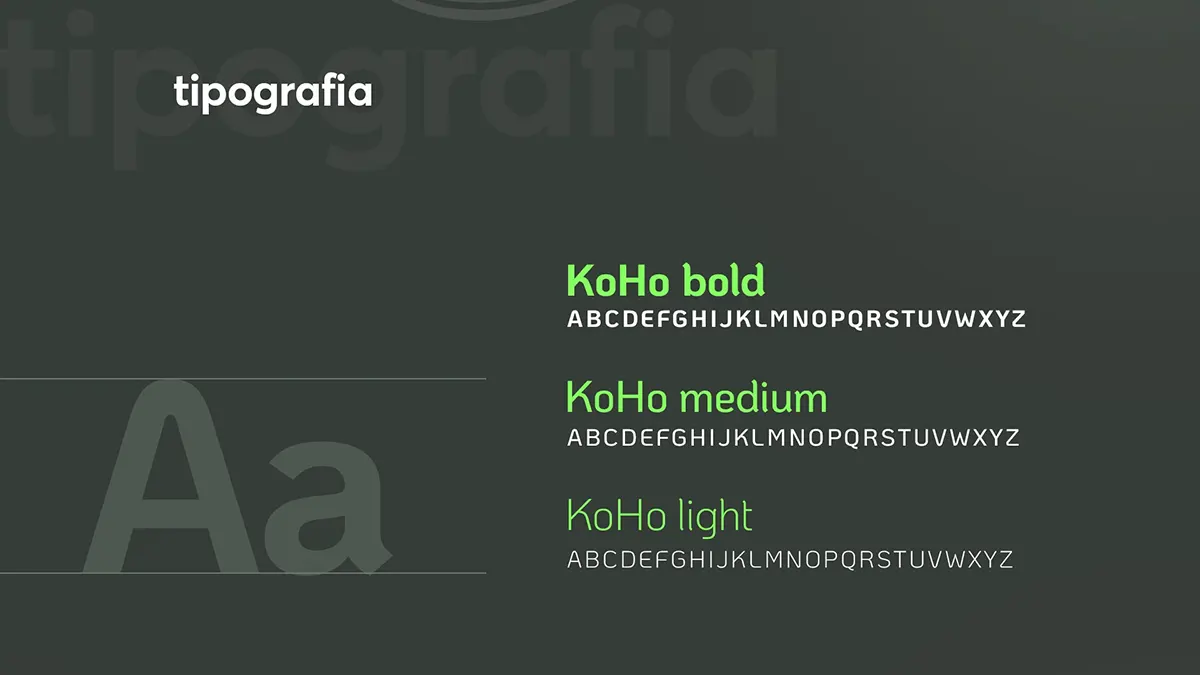 tipografia
tipografia
KoHo bold
ABCDEFGHIJKLMNOPQRSTUVWXYZ
KoHo medium
ABCDEFGHIJKLMNOPQRSTUVWXYZ
Aa
KoHo light
ABCDEFGHIJKLMNOPQRSTUVWXYZ